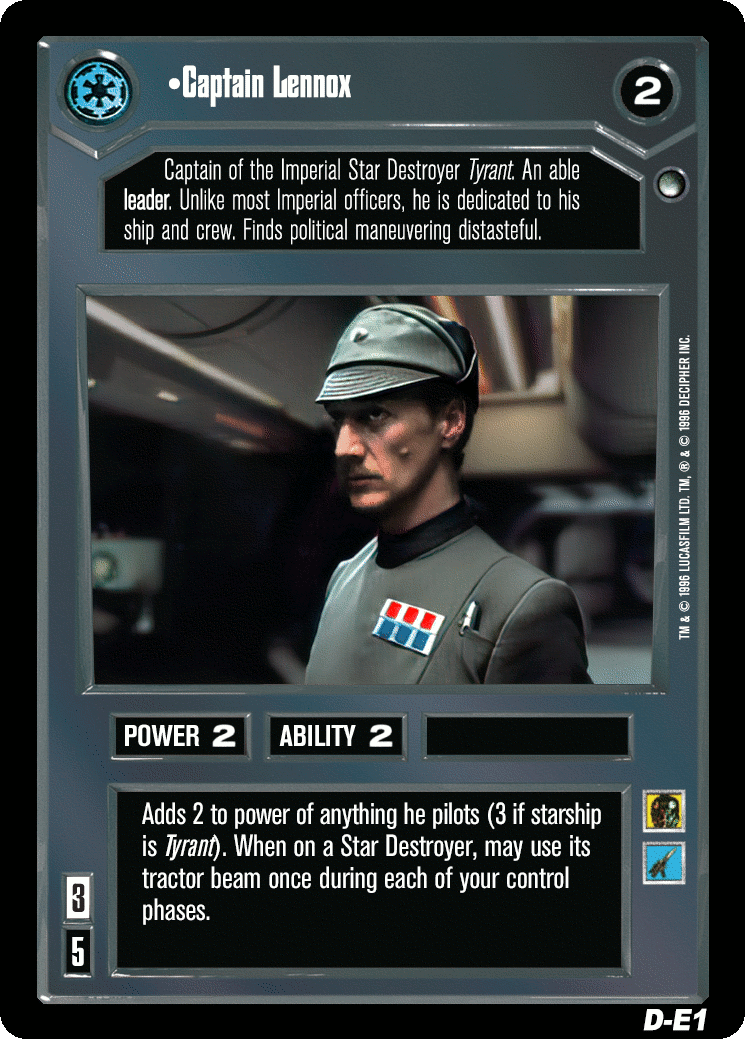 •Captain Lennox
2
Captain of the Imperial Star Destroyer Tyrant. An able
leader. Unlike most Imperial officers, he is dedicated to his
ship and crew. Finds political maneuvering distasteful.
TM & © 1996 LUCASFILM LTD. TM, ® & © 1996 DECIPHER INC.
POWER 2
ABILITY 2
Adds 2 to power of anything he pilots (3 if starship
is Tyrant). When on a Star Destroyer, may use its
tractor beam once during each of your control
phases.
3
5
D-E1